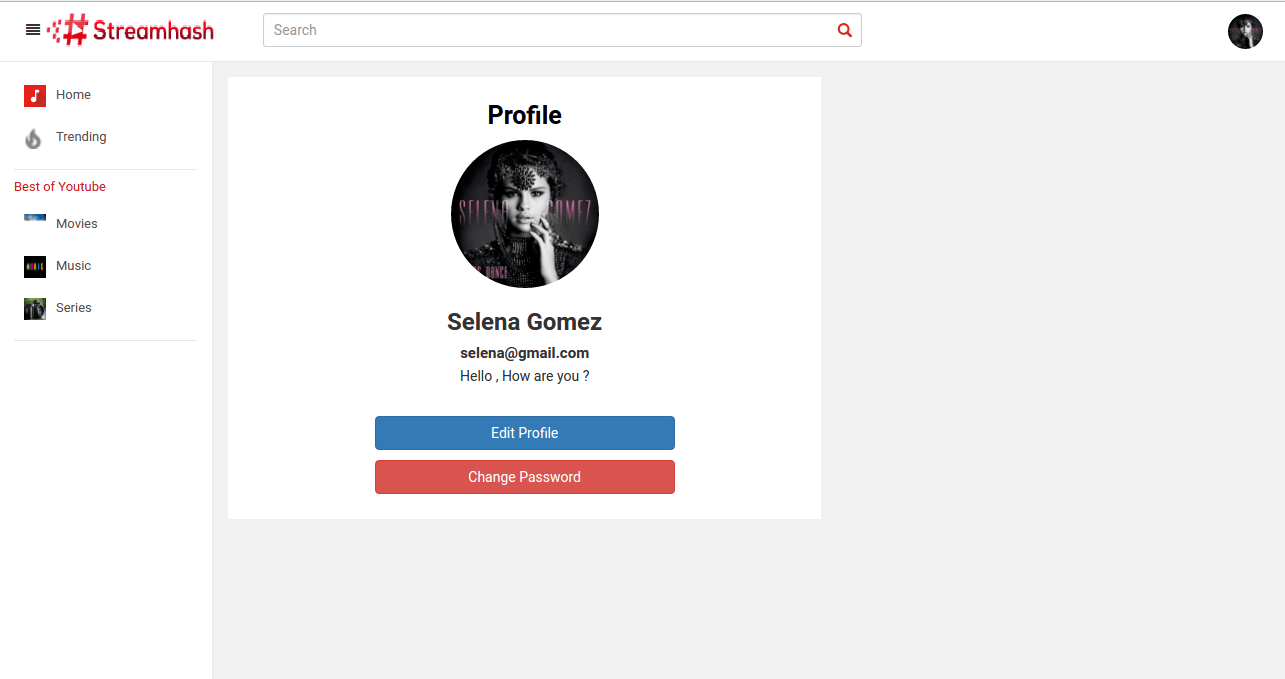 Streamhash
Search
Home
Trending
Best of Youtube
Movies
Music
Series
Profile
SELENA GOMEZ
DANCE
Selena Gomez
selena@gmail.com
Hello , How are you ?
Edit Profile
Change Password